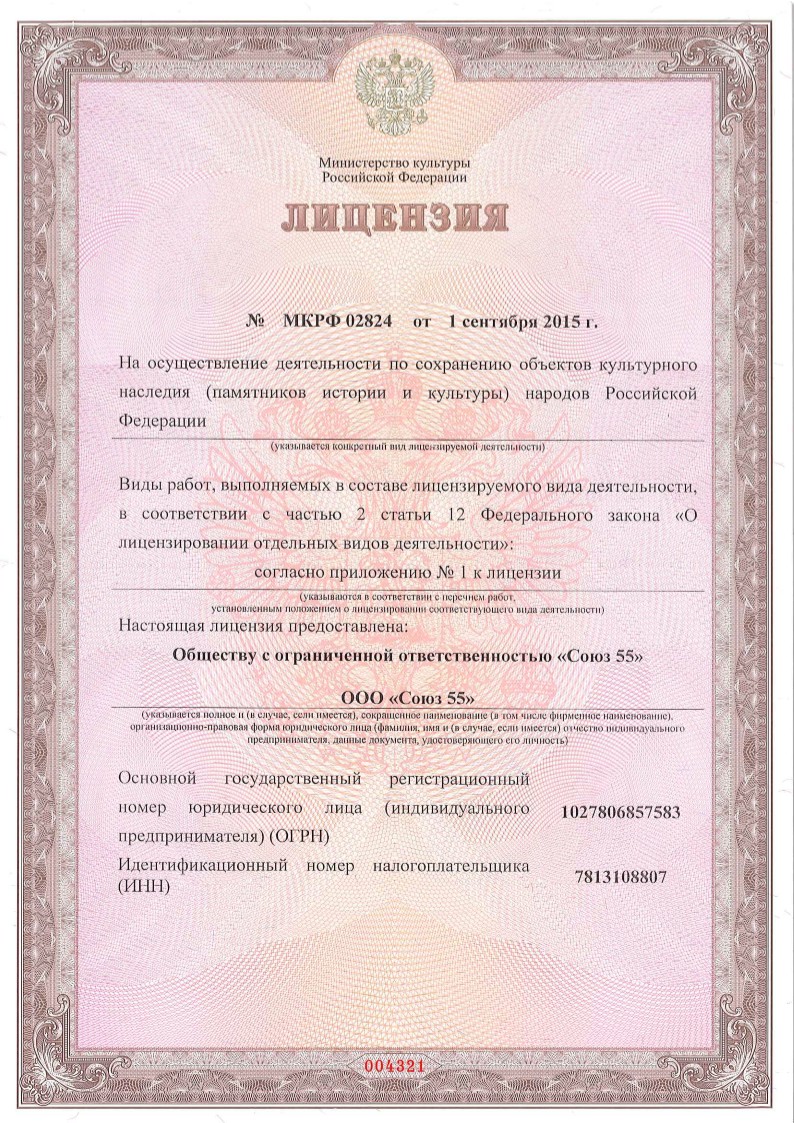 Министерство культуры
Российской Федерации
ЛИЦЕНЗИЯ
№ МКРФ 02824 от 1 сентября 2015 г.
На осуществление деятельности по сохранению объектов культурного
наследия (памятников истории и культуры) народов Российской
Федерации
(указывается конкретный вид лицензируемой деятельности)
Виды работ, выполняемых в составе лицензируемого вида деятельности,
в соответствии с частью 2 статьи 12 Федерального закона «О
лицензировании отдельных видов деятельности»:
согласно приложению № 1 к лицензии
(указываются в соответствии с перечнем работ,
установленным положением о лицензировании соответствующего вида деятельности)
Настоящая лицензия предоставлена:
Обществу с ограниченной ответственностью «Союз 55»
ООО «Союз 55»
(указывается полное и (в случае, если имеется), сокращенное наименование (в том числе фирменное наименование),
организационно-правовая форма юридического лица (фамилия, имя и (в случае, если имеется) отчество индивидуального
предпринимателя, данные документа, удостоверяющего его личность)
Основной государственный регистрационный
номер юридического лица (индивидуального
предпринимателя) (ОГРН)
1027806857583
Идентификационный номер налогоплательщика
(ИНН)
7813108807
004321